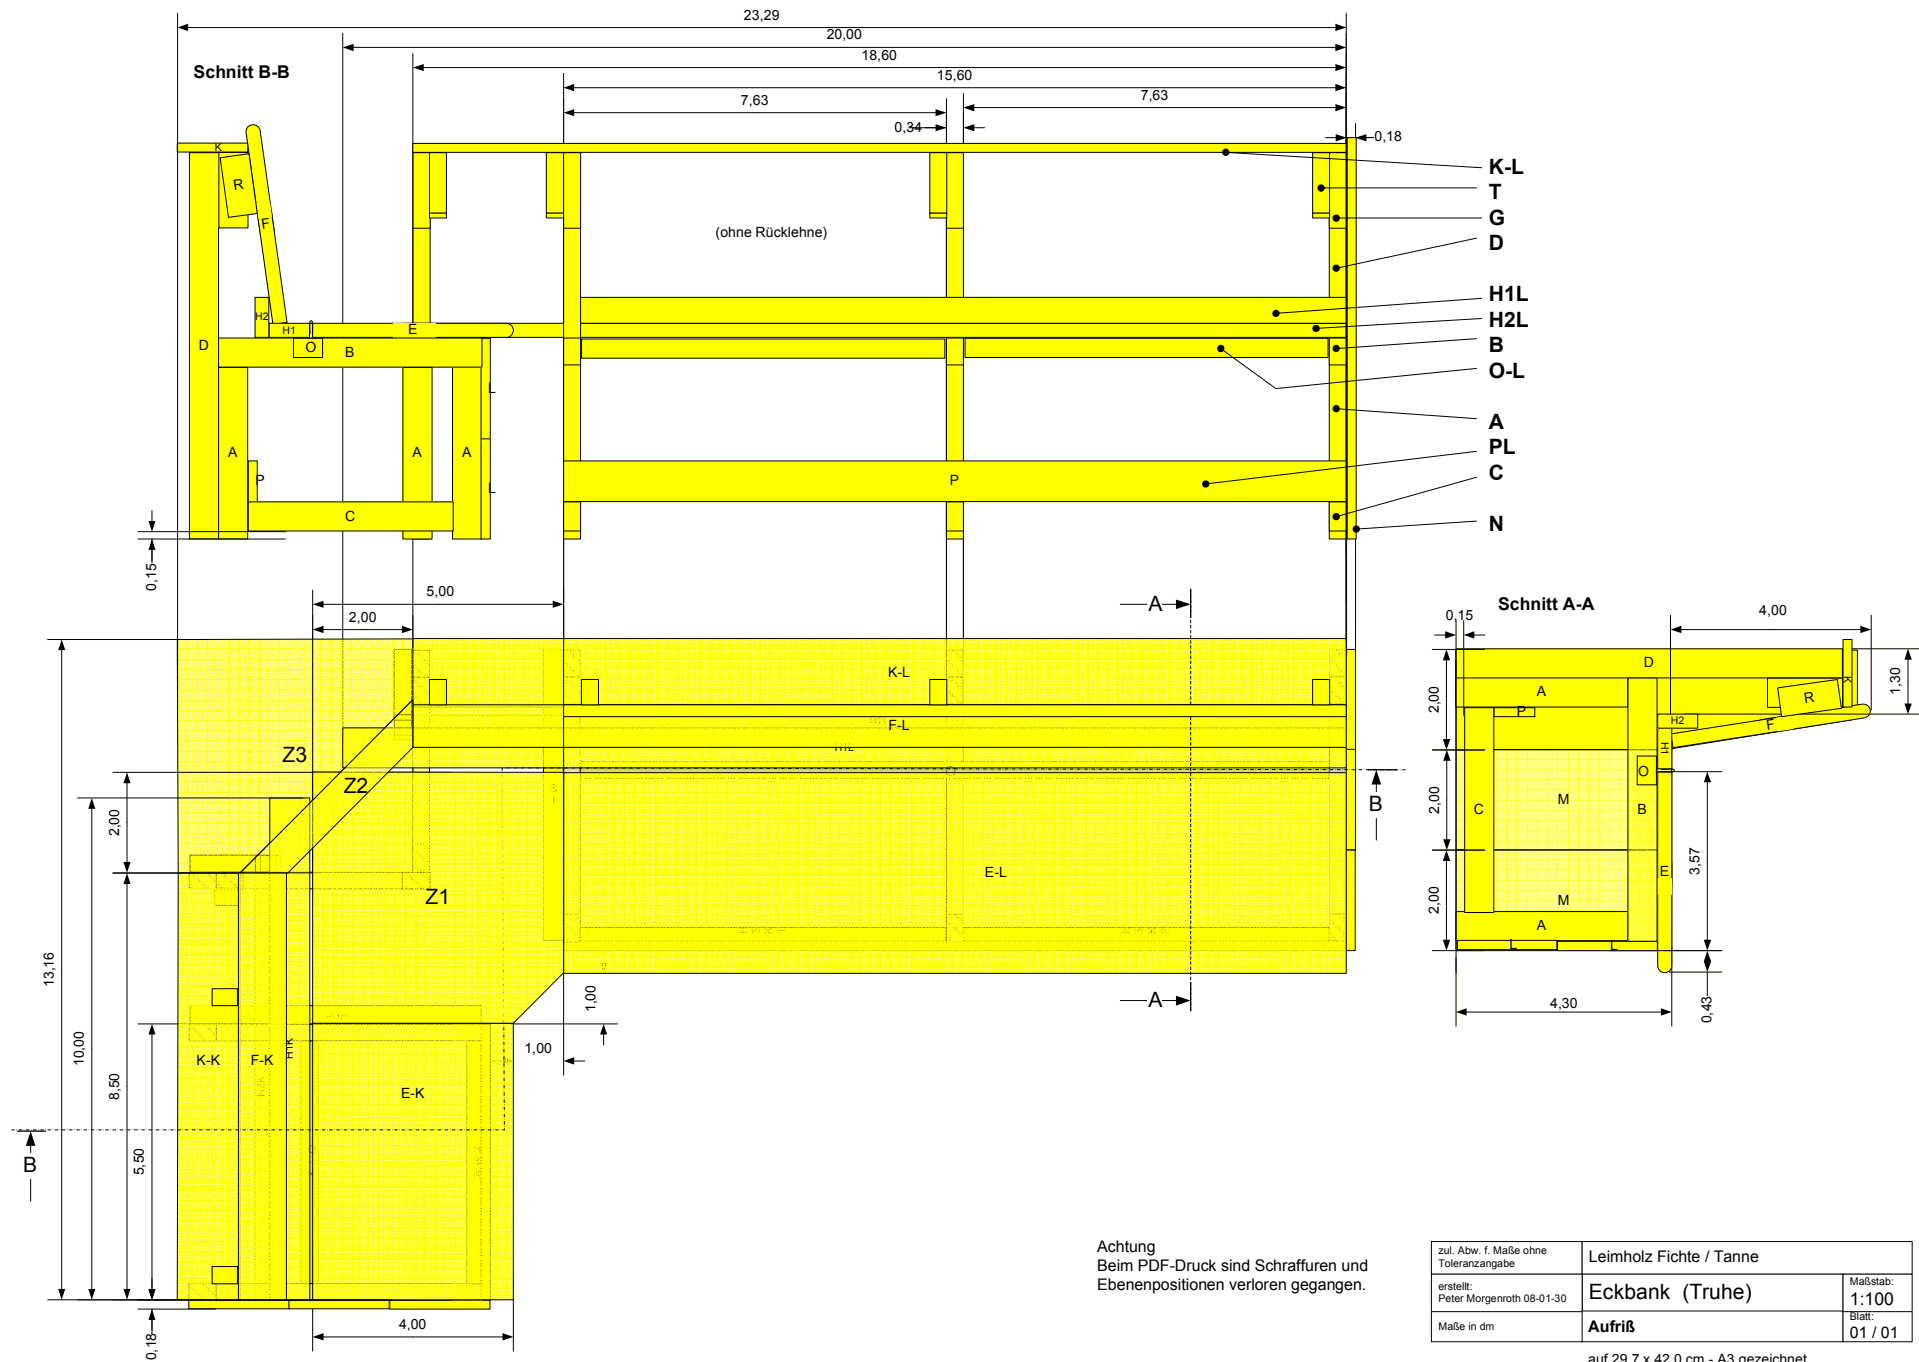 23,29
20,00
18,60
15,60
7,63
7,63
0,34
0,18
Schnitt B-B
K
R
F
(ohne Rücklehne)
K-L
T
G
D
H1L
H2L
B
O-L
A
PL
C
N
H2
H1
E
D
O
B
L
A
A
A
P
P
L
C
0,15
5,00
2,00
A
Schnitt A-A
0,15
4,00
K-L
F-L
H1L
Z3
Z2
Z1
E-L
B
2,00
13,16
10,00
8,50
5,50
1,00
1,00
A
K-K
F-K
H1K
H2K
E-K
B
4,00
0,18
D
A
P
K
R
F
H2
H1
O
M
C
B
E
M
A
L
L
1,30
2,00
2,00
2,00
3,57
4,30
0,43
Achtung
Beim PDF-Druck sind Schraffuren und
Ebenenpositionen verloren gegangen.
zul. Abw. f. Maße ohne
Toleranzangabe
Leimholz Fichte / Tanne
erstellt:
Peter Morgenroth 08-01-30
Eckbank (Truhe)
Maßstab:
1:100
Maße in dm
Aufriß
Blatt:
01 / 01
auf 29,7 x 42,0 cm - A3 gezeichnet